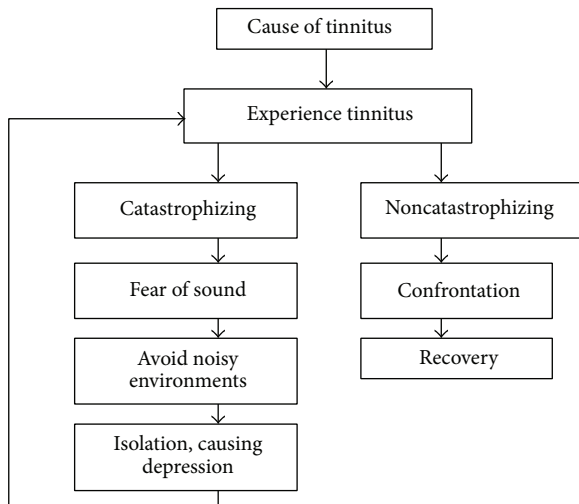 Cause of tinnitus
Experience tinnitus
Catastrophizing
Noncatastrophizing
Fear of sound
Confrontation
Avoid noisy
environments
Recovery
Isolation, causing
depression